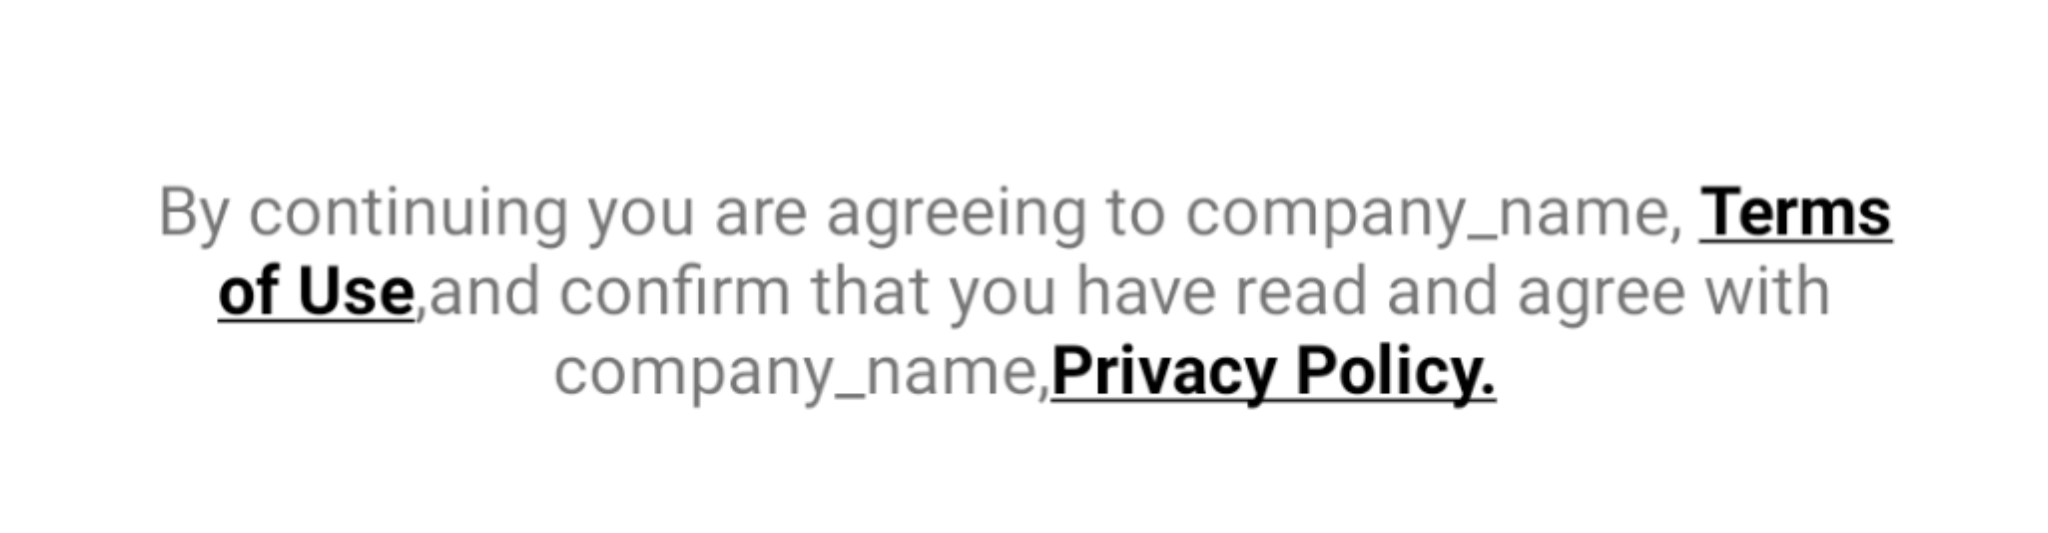 By continuing you are agreeing to company_name, Terms
of Use,and confirm that you have read and agree with
company_name,Privacy Policy.